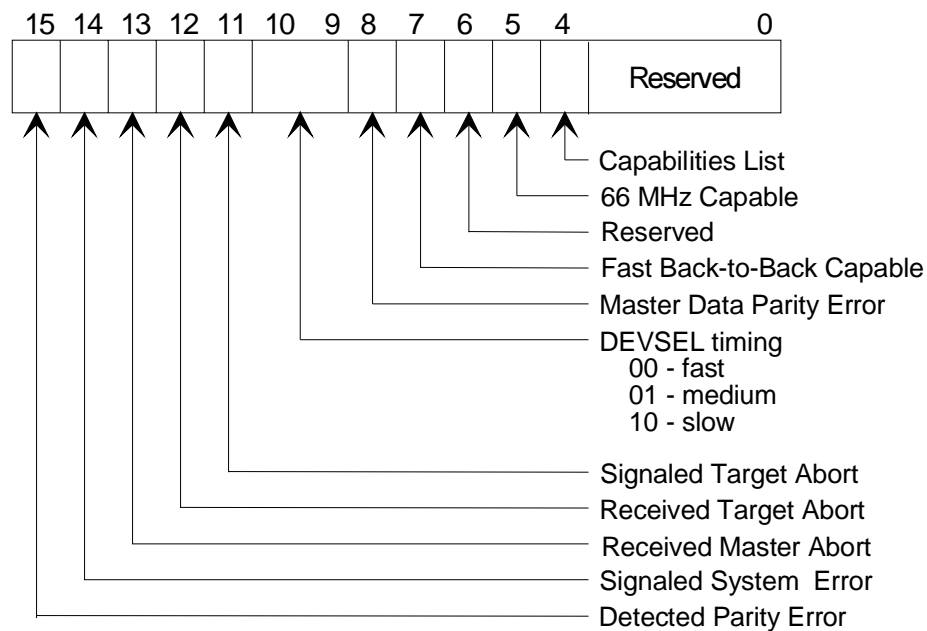 15 14 13 12 11 10 9 8 7 6 5 4 0
Reserved
Capabilities List
66 MHz Capable
Reserved
Fast Back-to-Back Capable
Master Data Parity Error
DEVSEL timing
00 - fast
01 - medium
10 - slow
Signaled Target Abort
Received Target Abort
Received Master Abort
Signaled System Error
Detected Parity Error